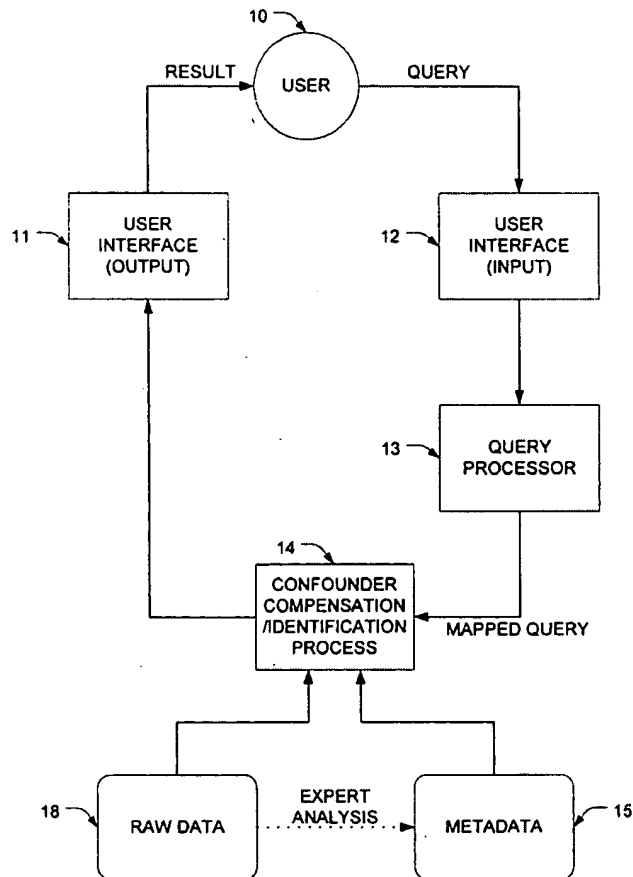 10
RESULT
USER
QUERY
11
USER
INTERFACE
(OUTPUT)
12
USER
INTERFACE
(INPUT)
13
QUERY
PROCESSOR
14
CONFOUNDER
COMPENSATION
/IDENTIFICATION
PROCESS
MAPPED QUERY
18
RAW DATA
EXPERT
ANALYSIS
METADATA
15